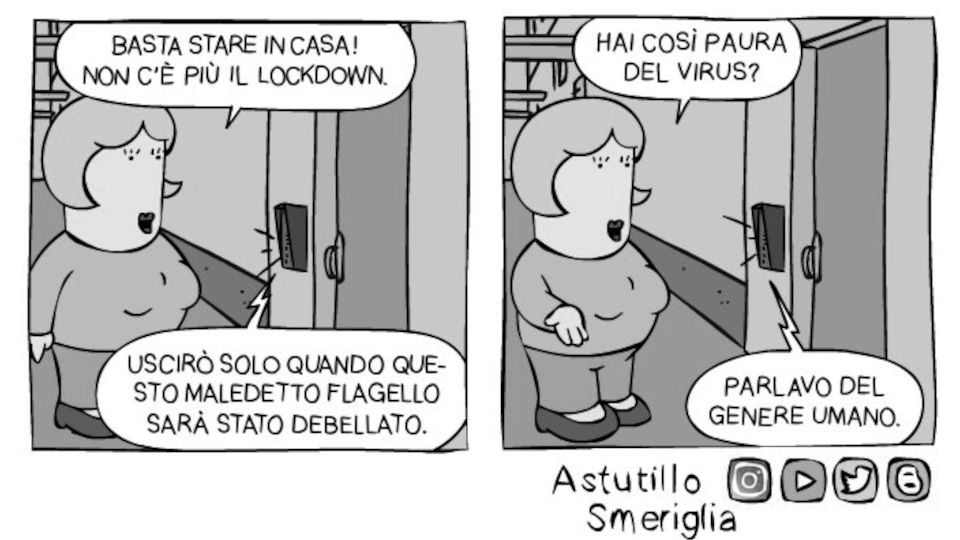 BASTA STARE IN CASA!
NON C'È PIÙ IL LOCKDOWN.
USCIRÒ SOLO QUANDO QUE-
STO MALEDETTO FLAGELLO
SARÀ STATO DEBELLATO.
HAI COSÌ PAURA
DEL VIRUS?
PARLAVO DEL
GENERE UMANO.
Astutillo
Smeriglia